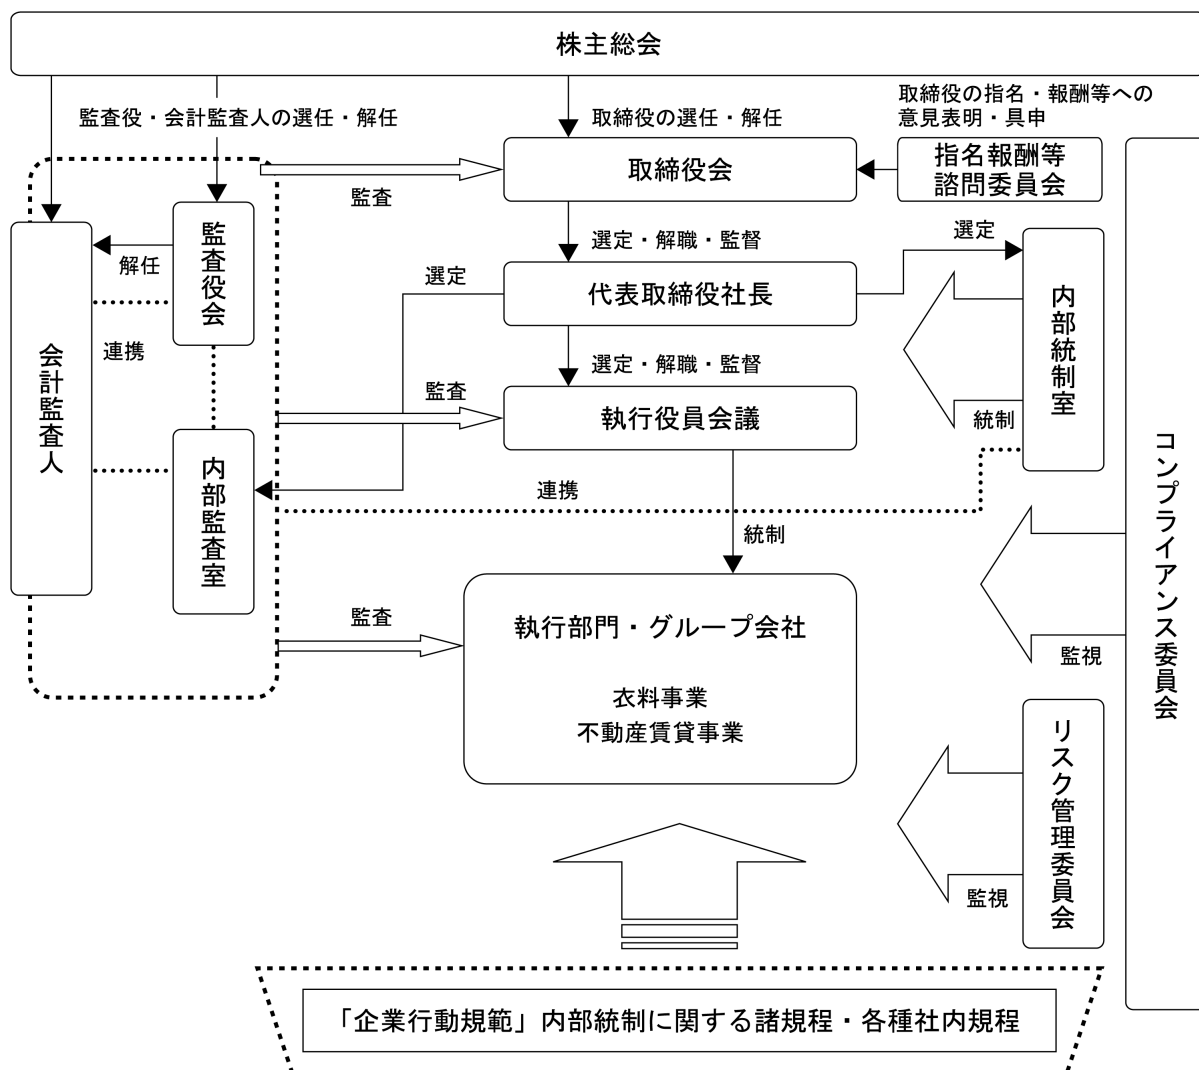 株主総会
監査役・会計監査人の選任・解任
取締役の選任・解任
取締役の指名・報酬等への
意見表明・具申
取締役会
指名報酬等
諮問委員会
監査
選定・解職・監督
選定
代表取締役社長
選定
解任
監査役会
連携
会計監査人
内部統制室
選定・解職・監督
監査
執行役員会議
統制
内部監査室
連携
統制
コンプライアンス委員会
監査
執行部門・グループ会社
衣料事業
不動産賃貸事業
監視
リスク管理委員会
監視
「企業行動規範」内部統制に関する諸規程・各種社内規程